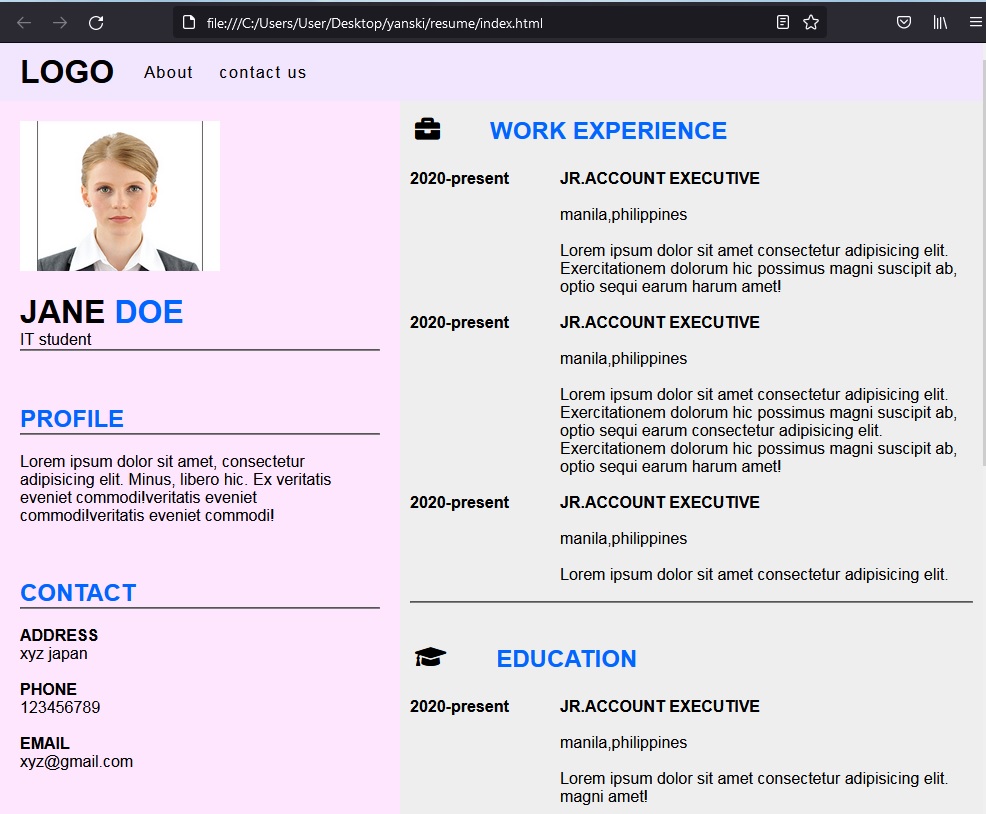 file:///C:/Users/User/Desktop/yanski/resume/index.html
LOGO About contact us
JANE DOE
IT student
PROFILE
Lorem ipsum dolor sit amet, consectetur
adipisicing elit. Minus, libero hic. Ex veritatis
eveniet commodi!veritatis eveniet
commodi!veritatis eveniet commodi!
CONTACT
ADDRESS
xyz japan
PHONE
123456789
EMAIL
xyz@gmail.com
WORK EXPERIENCE
2020-present JR.ACCOUNT EXECUTIVE
manila,philippines
Lorem ipsum dolor sit amet consectetur adipisicing elit.
Exercitationem dolorum hic possimus magni suscipit ab,
optio sequi earum harum amet!
2020-present JR.ACCOUNT EXECUTIVE
manila,philippines
Lorem ipsum dolor sit amet consectetur adipisicing elit.
Exercitationem dolorum hic possimus magni suscipit ab,
optio sequi earum consectetur adipisicing elit.
Exercitationem dolorum hic possimus magni suscipit ab,
optio sequi earum harum amet!
2020-present JR.ACCOUNT EXECUTIVE
manila,philippines
Lorem ipsum dolor sit amet consectetur adipisicing elit.
EDUCATION
2020-present JR.ACCOUNT EXECUTIVE
manila,philippines
Lorem ipsum dolor sit amet consectetur adipisicing elit.
magni amet!